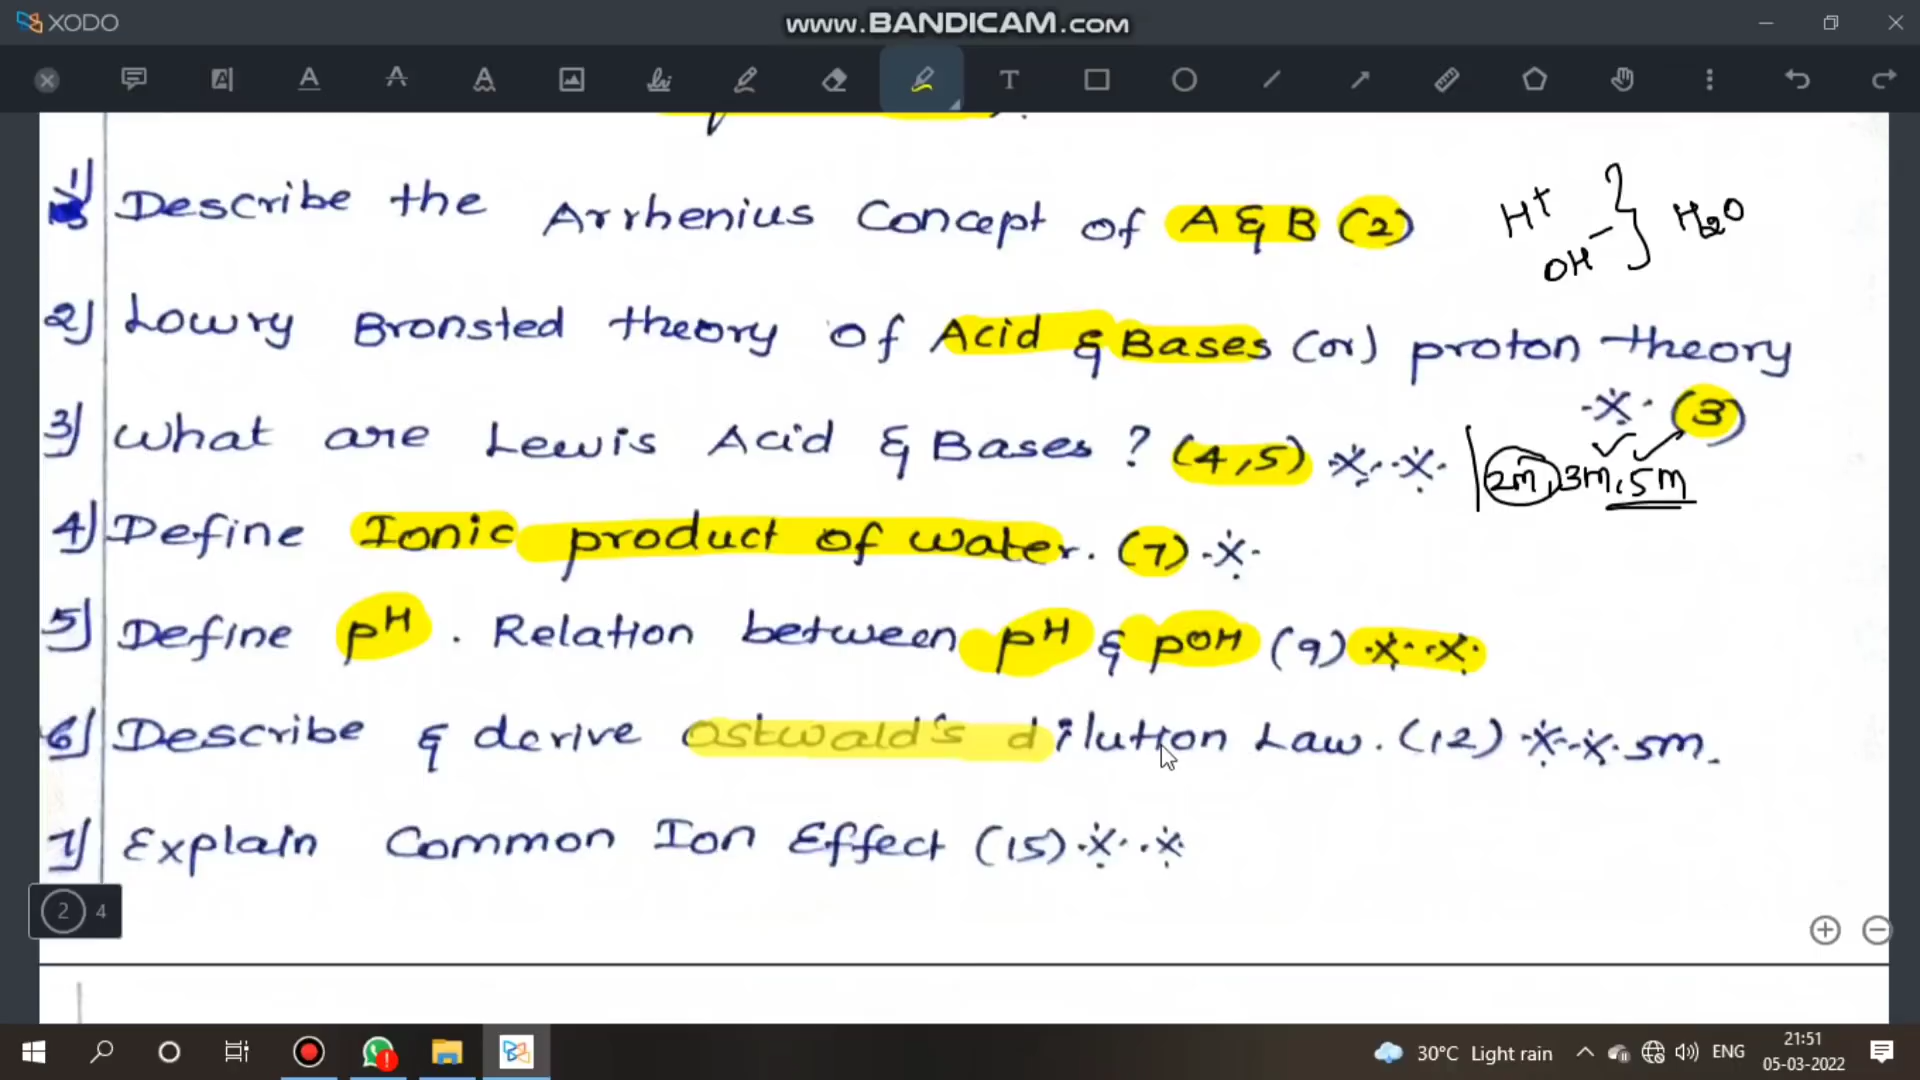 XODO
www.BANDICAM.com
1) Describe the Arrhenius Concept of A & B (2)
H+
OH-
H2O
2) Lowry Bronsted theory of Acid & Bases (or) proton theory
(3)
3) What are Lewis Acid & Bases ? (4,5)
2m, 3m, 5m
4) Define Ionic product of water. (7)
5) Define pH . Relation between pH & pOH (9)
6) Describe & derive Ostwald's dilution Law. (12) 5m.
7) Explain Common Ion Effect (15)
2 4
30°C Light rain
ENG
21:51
05-03-2022